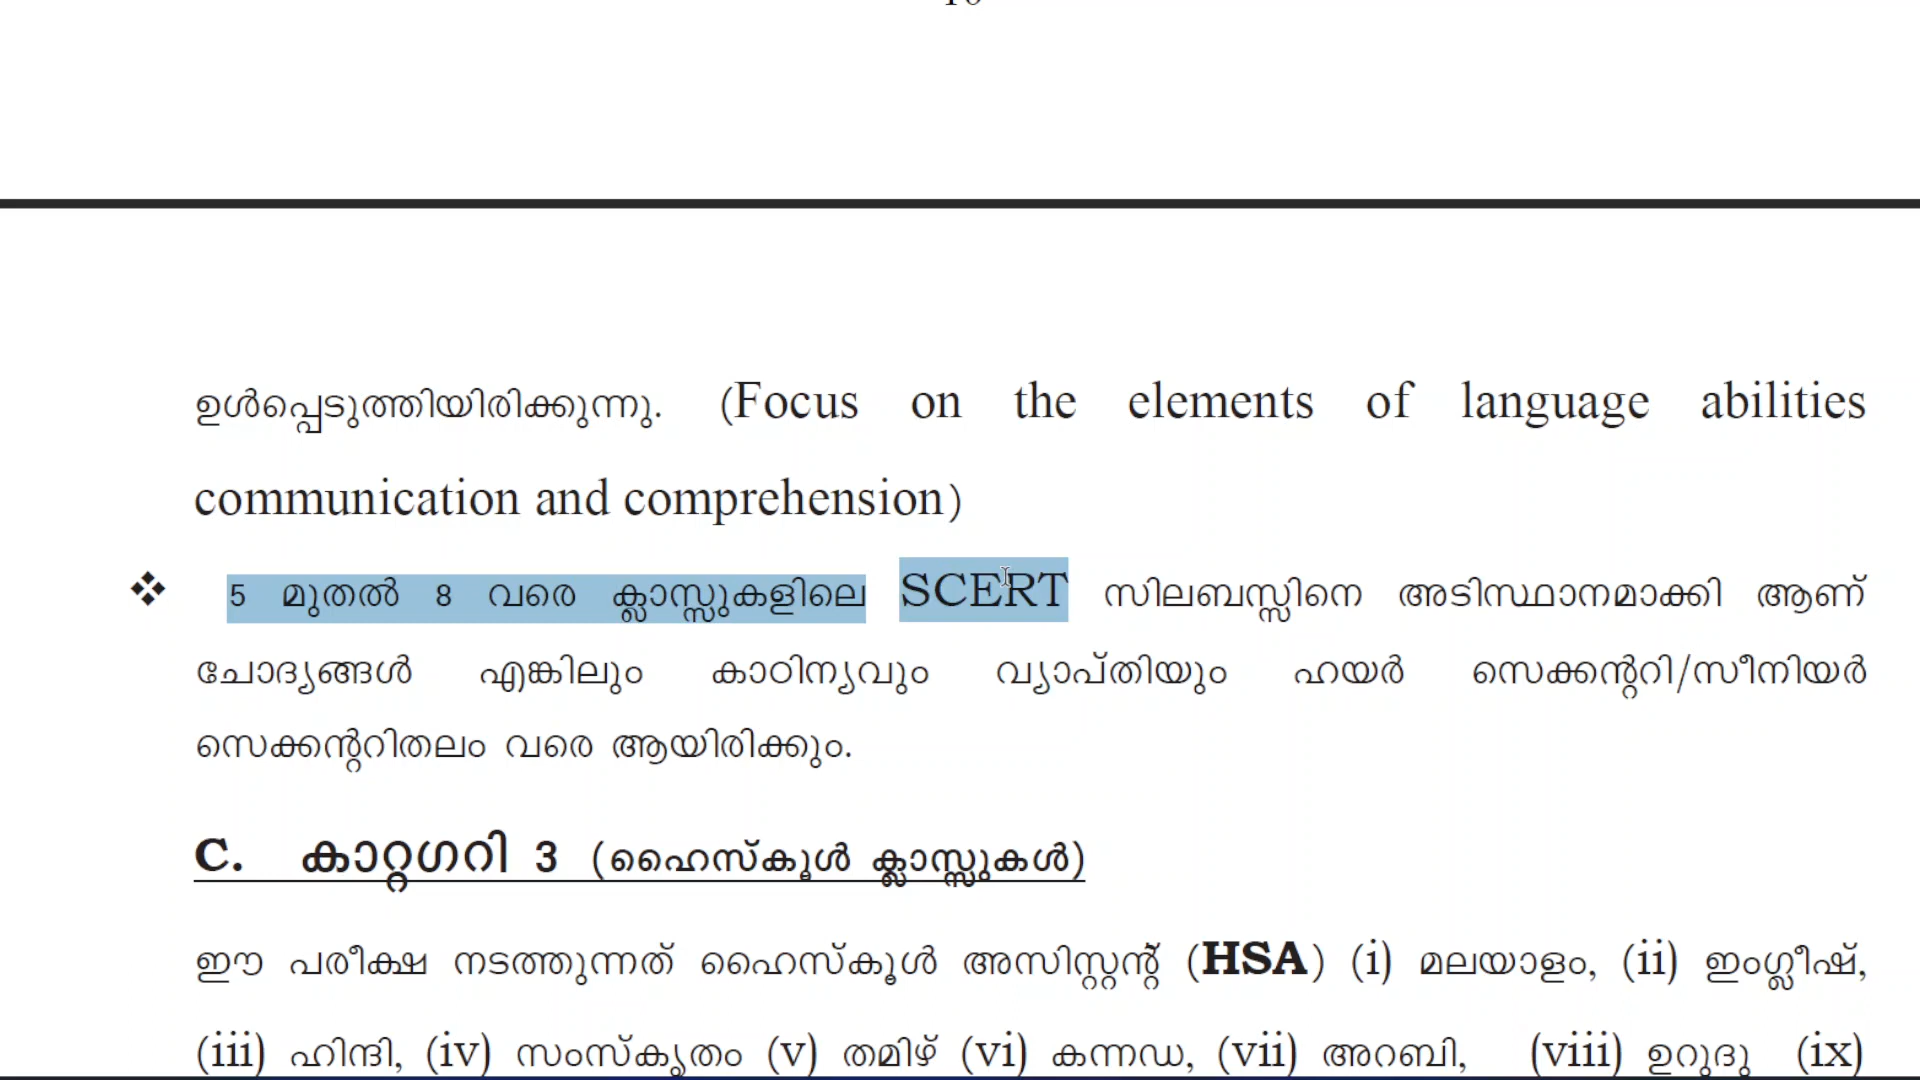 ഉൾപ്പെടുത്തിയിരിക്കുന്നു. (Focus on the elements of language abilities
communication and comprehension)
❖ 5 മുതൽ 8 വരെ ക്ലാസ്സുകളിലെ SCERT സിലബസ്സിനെ അടിസ്ഥാനമാക്കി ആണ്
ചോദ്യങ്ങൾ എങ്കിലും കാഠിന്യവും വ്യാപ്തിയും ഹയർ സെക്കന്ററി/സീനിയർ
സെക്കന്ററിതലം വരെ ആയിരിക്കും.
C. കാറ്റഗറി 3 (ഹൈസ്കൂൾ ക്ലാസ്സുകൾ)
ഈ പരീക്ഷ നടത്തുന്നത് ഹൈസ്കൂൾ അസിസ്റ്റന്റ് (HSA) (i) മലയാളം, (ii) ഇംഗ്ലീഷ്,
(iii) ഹിന്ദി, (iv) സംസ്കൃതം (v) തമിഴ് (vi) കന്നഡ, (vii) അറബി, (viii) ഉറുദു (ix)